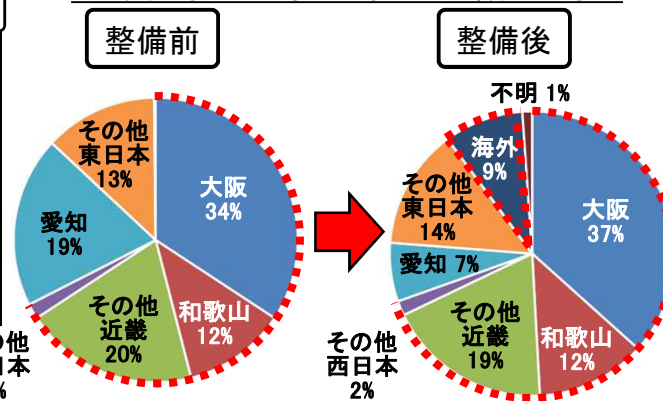 整備前
整備後
その他
東日本
13%
大阪
34%
愛知
19%
その他
近畿
20%
和歌山
12%
他
本
%
不明 1%
海外
9%
その他
東日本
14%
大阪
37%
愛知 7%
その他
近畿
19%
和歌山
12%
その他
西日本
2%